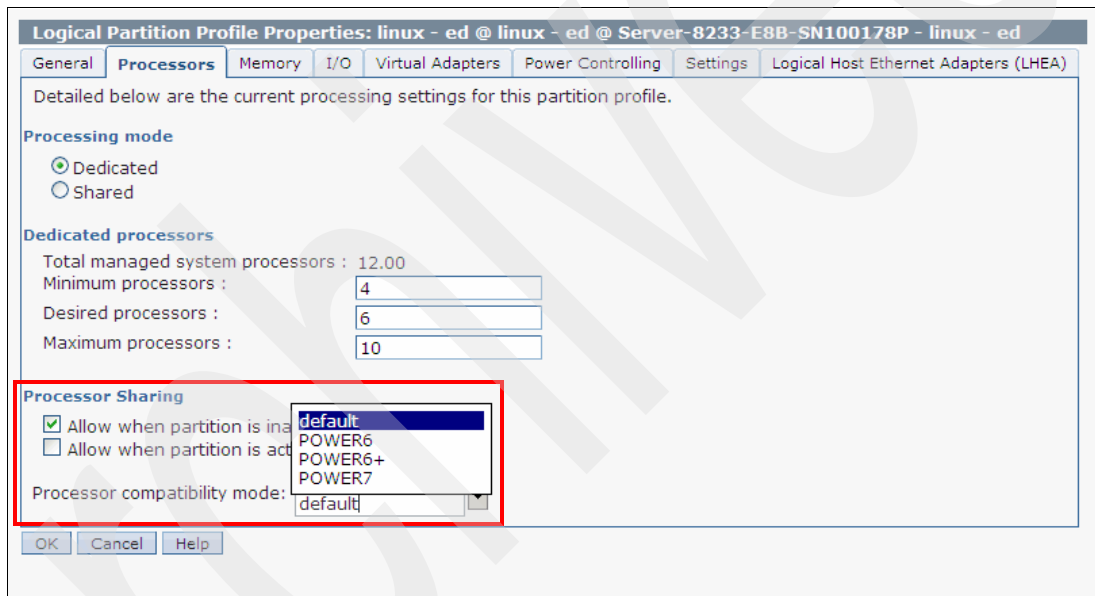 Logical Partition Profile Properties: linux - ed @ linux - ed @ Server-8233-E8B-SN100178P - linux - ed
General Processors Memory I/O Virtual Adapters Power Controlling Settings Logical Host Ethernet Adapters (LHEA)
Detailed below are the current processing settings for this partition profile.
Processing mode
Dedicated
Shared
Dedicated processors
Total managed system processors : 12.00
Minimum processors : 4
Desired processors : 6
Maximum processors : 10
Processor Sharing
Allow when partition is ina
Allow when partition is act
default
POWER6
POWER6+
POWER7
Processor compatibility mode: default
OK Cancel Help